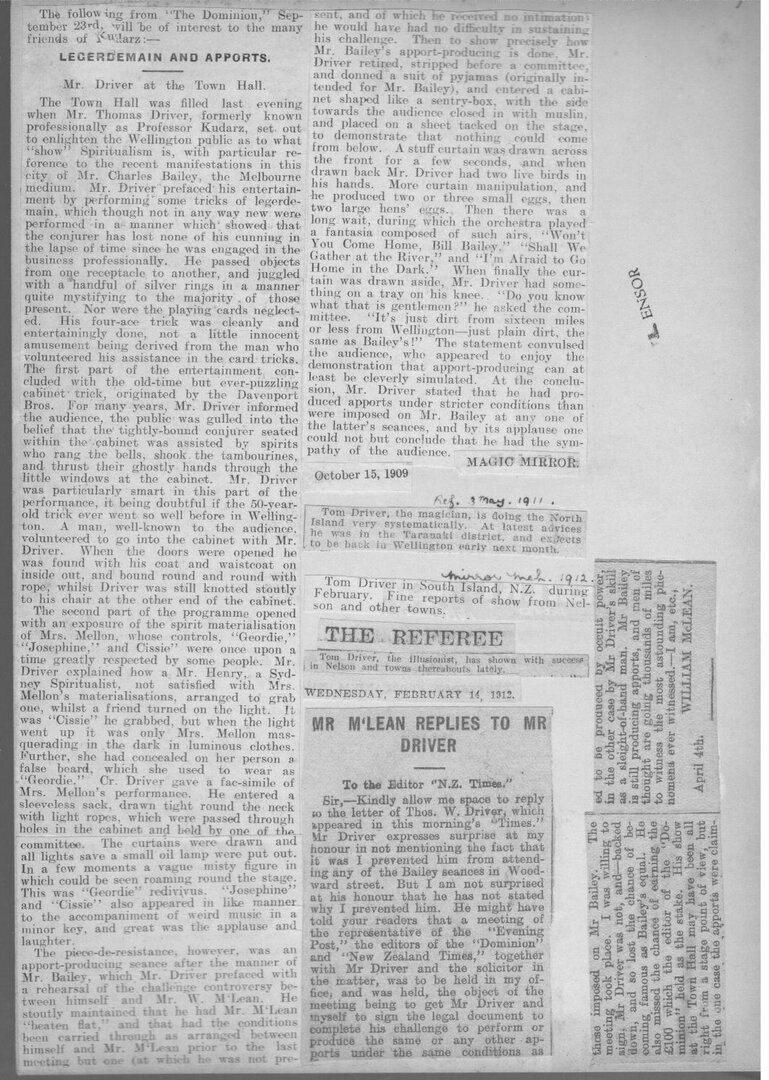 The following from "The Dominion," Sep-
tember 23rd, will be of interest to the many
friends of Kudarz:—
LEGERDEMAIN AND APPORTS.
Mr. Driver at the Town Hall.
The Town Hall was filled last evening
when Mr. Thomas Driver, formerly known
professionally as Professor Kudarz, set out
to enlighten the Wellington public as to what
"show" Spiritualism is, with particular re-
ference to the recent manifestations in this
city of Mr. Charles Bailey, the Melbourne
medium. Mr. Driver prefaced his entertain-
ment by performing some tricks of legerde-
main, which though not in any way new were
performed in a manner which showed that
the conjurer has lost none of his cunning in
the lapse of time since he was engaged in the
business professionally. He passed objects
from one receptacle to another, and juggled
with a handful of silver rings in a manner
quite mystifying to the majority of those
present. Nor were the playing cards neglect-
ed. His four-ace trick was cleanly and
entertainingly done, not a little innocent
amusement being derived from the man who
volunteered his assistance in the card tricks.
The first part of the entertainment con-
cluded with the old-time but ever-puzzling
cabinet trick, originated by the Davenport
Bros. For many years, Mr. Driver informed
the audience, the public was gulled into the
belief that the tightly-bound conjurer seated
within the cabinet was assisted by spirits
who rang the bells, shook the tambourines,
and thrust their ghostly hands through the
little windows at the cabinet. Mr. Driver
was particularly smart in this part of the
performance, it being doubtful if the 50-year-
old trick ever went so well before in Welling-
ton. A man, well-known to the audience,
volunteered to go into the cabinet with Mr.
Driver. When the doors were opened he
was found with his coat and waistcoat on
inside out, and bound round and round with
rope, whilst Driver was still knotted stoutly
to his chair at the other end of the cabinet.
The second part of the programme opened
with an exposure of the spirit materialisation
of Mrs. Mellon, whose controls, "Geordie,"
"Josephine," and Cissie" were once upon a
time greatly respected by some people. Mr.
Driver explained how a Mr. Henry, a Syd-
ney Spiritualist, not satisfied with Mrs.
Mellon's materialisations, arranged to grab
one, whilst a friend turned on the light. It
was "Cissie" he grabbed, but when the light
went up it was only Mrs. Mellon mas-
querading in the dark in luminous clothes.
Further, she had concealed on her person a
false beard, which she used to wear as
"Geordie." Cr. Driver gave a fac-simile of
Mrs. Mellon's performance. He entered a
sleeveless sack, drawn tight round the neck
with light ropes, which were passed through
holes in the cabinet and held by one of the
committee. The curtains were drawn and
all lights save a small oil lamp were put out.
In a few moments a vague misty figure in
which could be seen roaming round the stage.
This was "Geordie" redivivus. "Josephine"
and "Cissie" also appeared in like manner
to the accompaniment of weird music in a
minor key, and great was the applause and
laughter.
The piece-de-resistance, however, was an
apport-producing seance after the manner of
Mr. Bailey, which Mr. Driver prefaced with
a rehearsal of the challenge controversy be-
tween himself and Mr. W. M'Lean. He
stoutly maintained that he had Mr. M'Lean
"beaten flat," and that had the conditions
been carried through as arranged between
himself and Mr. M'Lean prior to the last
meeting but one (at which he was not pre-
sent, and of which he received no intimation)
he would have had no difficulty in sustaining
his challenge. Then to show precisely how
Mr. Bailey's apport-producing is done, Mr.
Driver retired, stripped before a committee,
and donned a suit of pyjamas (originally in-
tended for Mr. Bailey), and entered a cabi-
net shaped like a sentry-box, with the side
towards the audience closed in with muslin,
and placed on a sheet tacked on the stage,
to demonstrate that nothing could come
from below. A stuff curtain was drawn across
the front for a few seconds, and when
drawn back Mr. Driver had two live birds in
his hands. More curtain manipulation, and
he produced two or three small eggs, then
two large hens' eggs. Then there was a
long wait, during which the orchestra played
a fantasia composed of such airs, "Won't
You Come Home, Bill Bailey," "Shall We
Gather at the River," and "I'm Afraid to Go
Home in the Dark." When finally the cur-
tain was drawn aside, Mr. Driver had some-
thing on a tray on his knee. "Do you know
what that is gentlemen?" he asked the com-
mittee. "It's just dirt from sixteen miles
or less from Wellington—just plain dirt, the
same as Bailey's!" The statement convulsed
the audience, who appeared to enjoy the
demonstration that apport-producing can at
least be cleverly simulated. At the conclu-
sion, Mr. Driver stated that he had pro-
duced apports under stricter conditions than
were imposed on Mr. Bailey at any one of
the latter's seances, and by its applause one
could not but conclude that he had the sym-
pathy of the audience.
MAGIC MIRROR.
October 15, 1909
Ref. 3 May. 1911.
Tom Driver, the magician, is doing the North
Island very systematically. At latest advices
he was in the Taranaki district, and expects
to be back in Wellington early next month.
Mirror Mch. 1912.
Tom Driver in South Island, N.Z. during
February. Fine reports of show from Nel-
son and other towns.
THE REFEREE
Tom Driver, the illusionist, has shown with success
in Nelson and towns thereabouts lately.
WEDNESDAY, FEBRUARY 14, 1912.
MR M'LEAN REPLIES TO MR
DRIVER
To the Editor "N.Z. Times."
Sir,—Kindly allow me space to reply
to the letter of Thos. W. Driver, which
appeared in this morning's "Times."
Mr Driver expresses surprise at my
honour in not mentioning the fact that
it was I prevented him from attend-
ing any of the Bailey seances in Wood-
ward street. But I am not surprised
at his honour that he has not stated
why I prevented him. He might have
told your readers that a meeting of
the representative of the "Evening
Post," the editors of the "Dominion"
and "New Zealand Times," together
with Mr Driver and the solicitor in
the matter, was to be held in my of-
fice, and was held, the object of the
meeting being to get Mr Driver and
myself to sign the legal document to
complete his challenge to perform or
produce the same or any other ap-
ports under the same conditions as
those imposed on Mr Bailey. The
meeting took place. I was willing to
sign, Mr Driver was not, and backed
down, and so lost the chance of be-
coming famous as Bailey's equal. He
also missed the chance of earning the
£100 which the editor of the "Do-
minion" held as the stake. His show
at the Town Hall may have been all
right from a stage point of view, but
in the one case the apports were claim-
ed to be produced by occult power,
in the other case by Mr Driver's skill
as a sleight-of-hand man. Mr Bailey
is still producing apports, and men of
thought are going thousands of miles
to witness the most astounding phe-
nomena ever witnessed.—I am, etc.,
WILLIAM McLEAN.
April 4th.
ENSOR